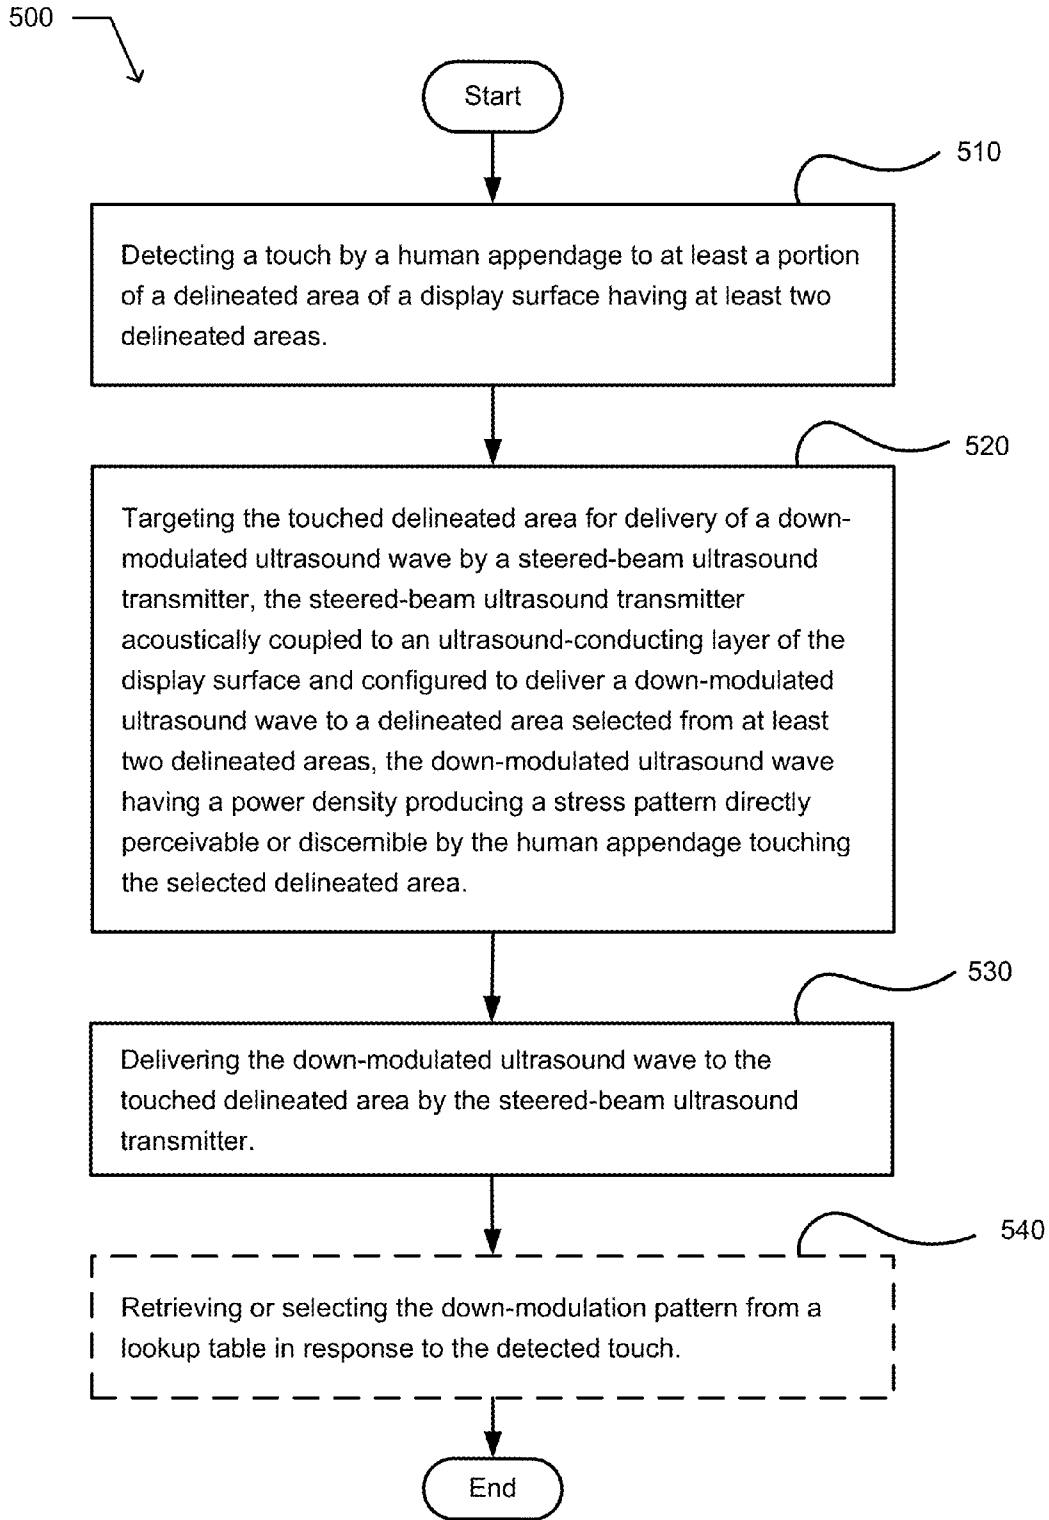 500
Start
510
Detecting a touch by a human appendage to at least a portion
of a delineated area of a display surface having at least two
delineated areas.
520
Targeting the touched delineated area for delivery of a down-
modulated ultrasound wave by a steered-beam ultrasound
transmitter, the steered-beam ultrasound transmitter
acoustically coupled to an ultrasound-conducting layer of the
display surface and configured to deliver a down-modulated
ultrasound wave to a delineated area selected from at least
two delineated areas, the down-modulated ultrasound wave
having a power density producing a stress pattern directly
perceivable or discernible by the human appendage touching
the selected delineated area.
530
Delivering the down-modulated ultrasound wave to the
touched delineated area by the steered-beam ultrasound
transmitter.
540
Retrieving or selecting the down-modulation pattern from a
lookup table in response to the detected touch.
End